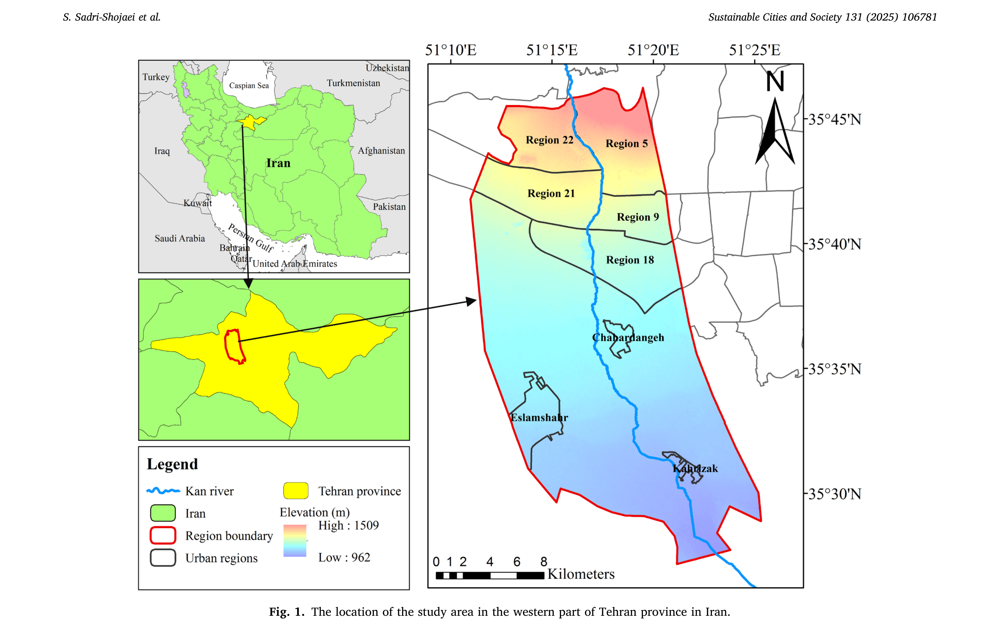 S. Sadri-Shojaei et al.
Sustainable Cities and Society 131 (2025) 106781
Turkey
Caspian Sea
Uzbekistan
Turkmenistan
Iraq
Iran
Afghanistan
Kuwait
Pakistan
Saudi Arabia
Persian Gulf
Bahrain
Qatar
United Arab Emirates
Legend
Kan river
Iran
Region boundary
Urban regions
Tehran province
Elevation (m)
High : 1509
Low : 962
51°10'E 51°15'E 51°20'E 51°25'E
N
35°45'N
Region 22
Region 5
Region 21
Region 9
35°40'N
Region 18
Chahardangeh
35°35'N
Eslamshahr
Kahrizak
35°30'N
0 1 2 4 6 8
Kilometers
Fig. 1. The location of the study area in the western part of Tehran province in Iran.